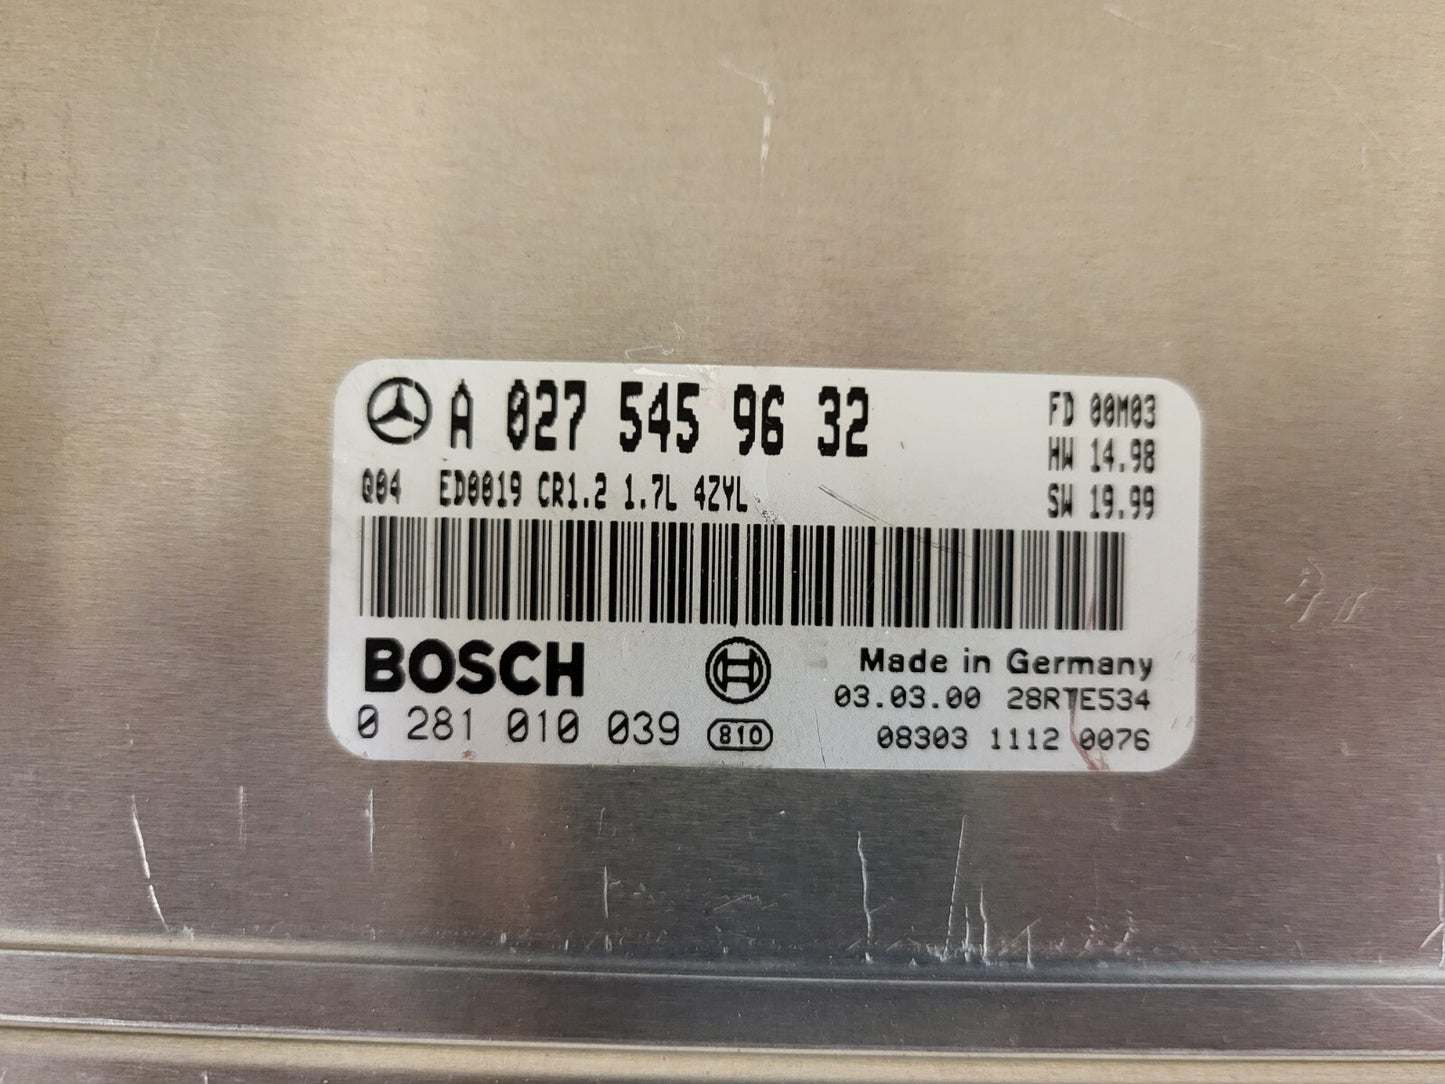 A 027 545 96 32
FD 00M03
HW 14.98
Q04 ED0019 CR1.2 1.7L 4ZYL
SW 19.99
BOSCH
Made in Germany
03.03.00 28RTE534
0 281 010 039 810
08303 1112 0076